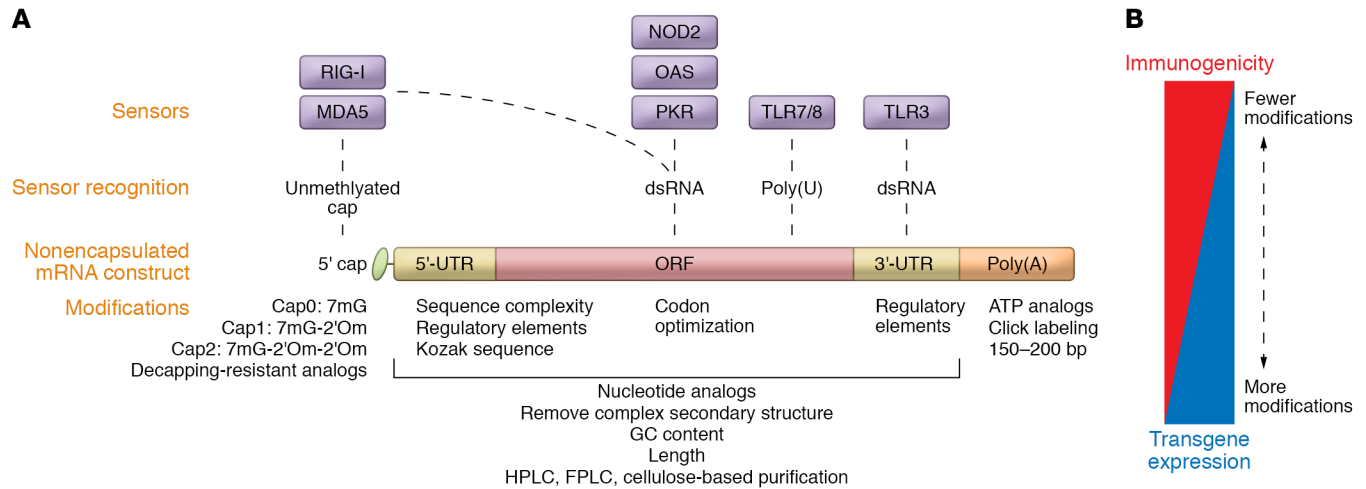 A
Sensors
RIG-I
MDA5
NOD2
OAS
PKR
TLR7/8
TLR3
Sensor recognition
Unmethlyated
cap
dsRNA
Poly(U)
dsRNA
Nonencapsulated
mRNA construct
5' cap
5'-UTR
ORF
3'-UTR
Poly(A)
Modifications
Cap0: 7mG
Cap1: 7mG-2'Om
Cap2: 7mG-2'Om-2'Om
Decapping-resistant analogs
Sequence complexity
Regulatory elements
Kozak sequence
Codon
optimization
Regulatory
elements
ATP analogs
Click labeling
150–200 bp
Nucleotide analogs
Remove complex secondary structure
GC content
Length
HPLC, FPLC, cellulose-based purification
B
Immunogenicity
Fewer
modifications
More
modifications
Transgene
expression